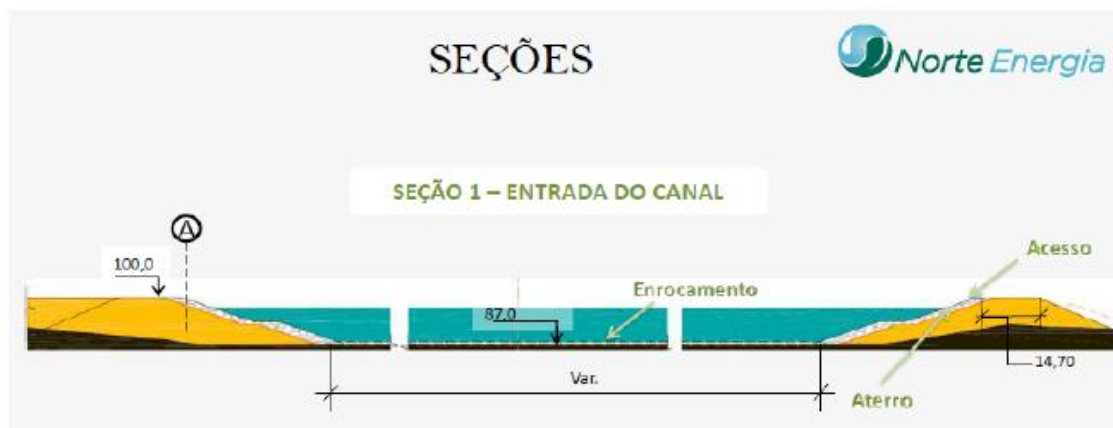 SEÇÕES
Norte Energia
SEÇÃO 1 – ENTRADA DO CANAL
A
100,0
Enrocamento
Acesso
87,0
14,70
Var.
Aterro